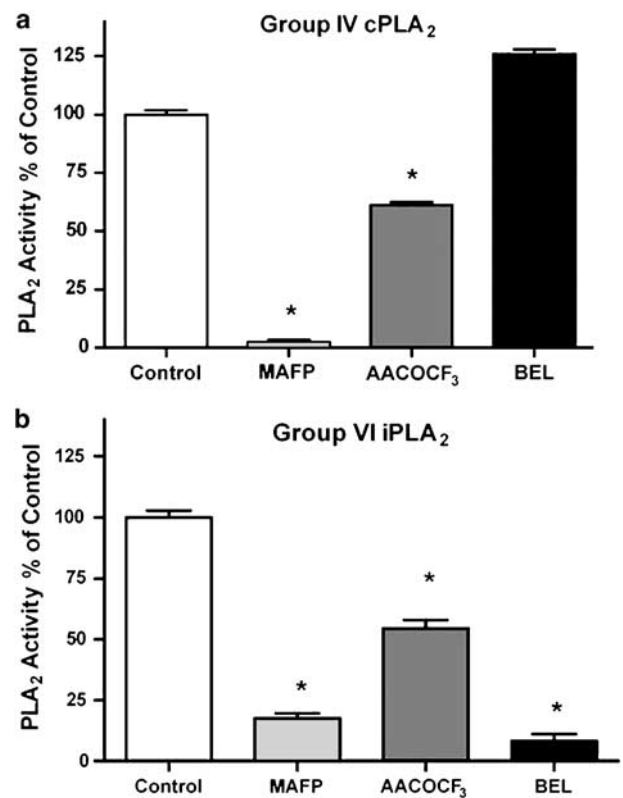 a
Group IV cPLA₂
PLA₂ Activity % of Control
125
100
75
50
25
0
*
*
Control MAFP AACOCF₃ BEL
b
Group VI iPLA₂
PLA₂ Activity % of Control
125
100
75
50
25
0
*
*
*
Control MAFP AACOCF₃ BEL